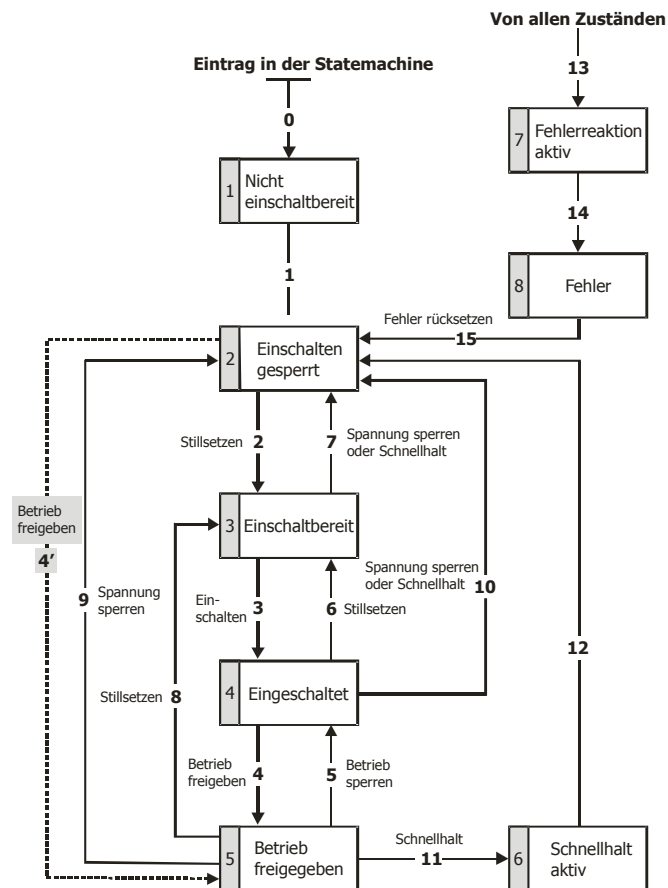 Von allen Zuständen
13
Eintrag in der Statemachine
0
7
Fehlerreaktion
aktiv
1
Nicht
einschaltbereit
14
8
Fehler
1
Fehler rücksetzen
15
2
Einschalten
gesperrt
Stillsetzen
2
7
Spannung sperren
oder Schnellhalt
Betrieb
freigeben
4’
3
Einschaltbereit
9
Spannung
sperren
Ein-
schalten
3
6
Stillsetzen
Spannung sperren
oder Schnellhalt
10
12
Stillsetzen
8
4
Eingeschaltet
Betrieb
freigeben
4
5
Betrieb
sperren
5
Betrieb
freigegeben
Schnellhalt
11
6
Schnellhalt
aktiv